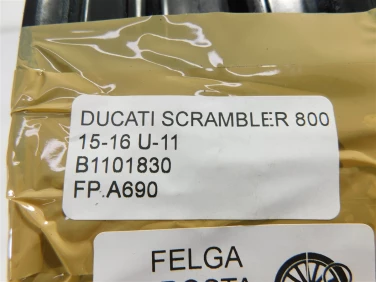 DUCATI SCRAMBLER 800
15-16 U-11
B1101830
FP.A690
FELGA